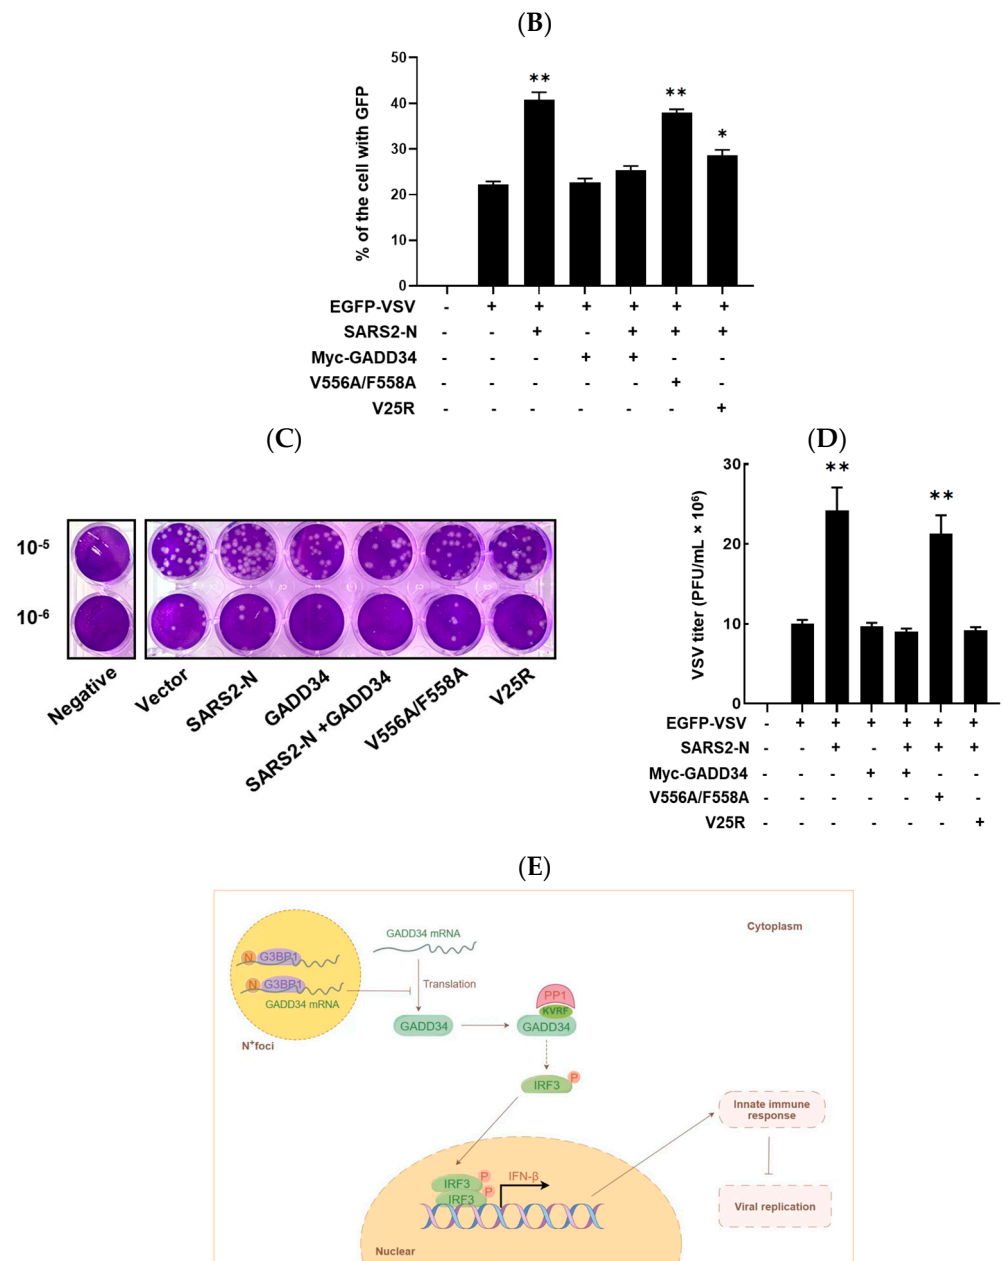 (B)
50
40
30
20
10
0
% of the cell with GFP
** ** *
EGFP-VSV - + + + + + +
SARS2-N - - + - + + +
Myc-GADD34 - - - + + - -
V556A/F558A - - - - - + -
V25R - - - - - - +
(C)
10-5
10-6
Negative
Vector
SARS2-N
GADD34
SARS2-N +GADD34
V556A/F558A
V25R
(D)
30
20
10
0
VSV titer (PFU/mL × 10⁶)
** **
EGFP-VSV - + + + + + +
SARS2-N - - + - + + +
Myc-GADD34 - - - + + - -
V556A/F558A - - - - - + -
V25R - - - - - - +
(E)
Cytoplasm
GADD34 mRNA
N G3BP1
N G3BP1
GADD34 mRNA
N+foci
Translation
GADD34
PP1
KVRF
GADD34
IRF3 P
Innate immune
response
Viral replication
IRF3 P
IRF3 P
IFN-β
Nuclear